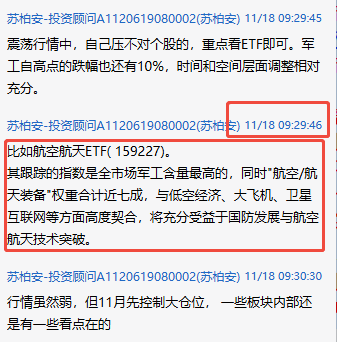 苏柏安-投资顾问A1120619080002(苏柏安) 11/18 09:29:45
震荡行情中，自己压不对个股的，重点看ETF即可。军
工自高点的跌幅也还有10%，时间和空间层面调整相对
充分。
苏柏安-投资顾问A1120619080002(苏柏安) 11/18 09:29:46
比如航空航天ETF( 159227)。
其跟踪的指数是全市场军工含量最高的，同时"航空/航
天装备"权重合计近七成，与低空经济、大飞机、卫星
互联网等方面高度契合，将充分受益于国防发展与航空
航天技术突破。
苏柏安-投资顾问A1120619080002(苏柏安) 11/18 09:30:30
行情虽然弱，但11月先控制大仓位， 一些板块内部还
是有一些看点在的